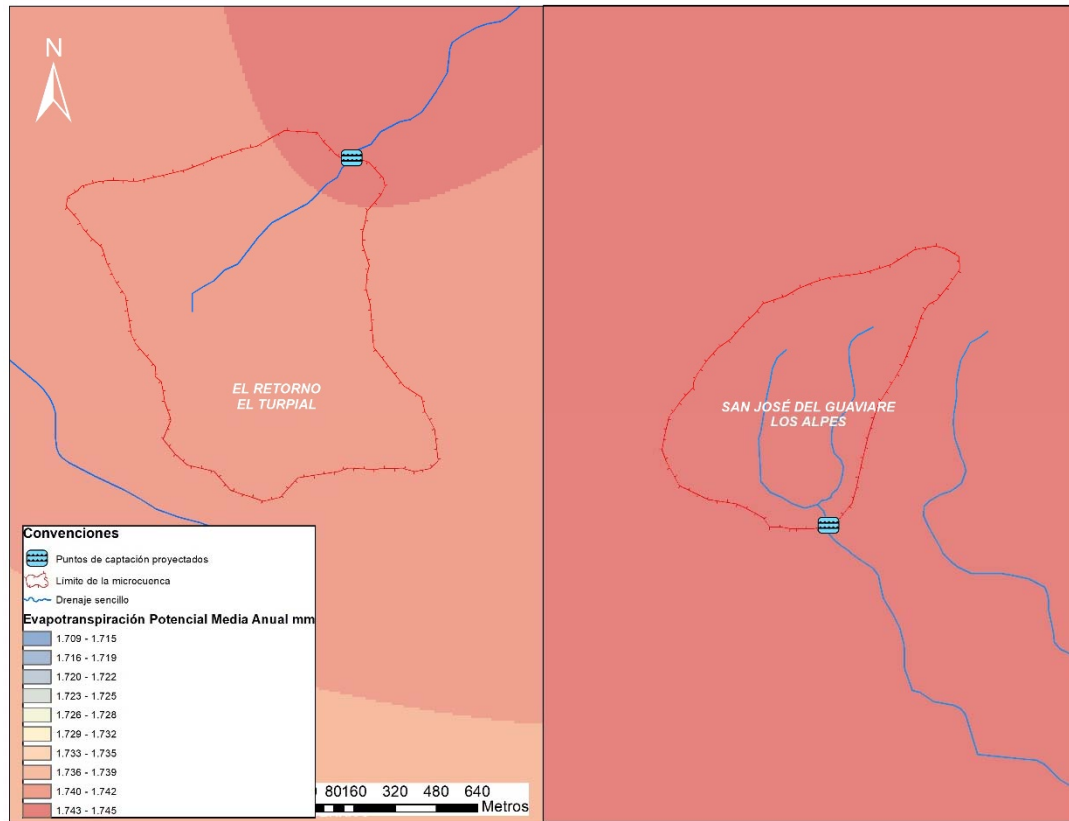 N
EL RETORNO
EL TURPIAL
SAN JOSÉ DEL GUAVIARE
LOS ALPES
Convenciones
Puntos de captación proyectados
Límite de la microcuenca
Drenaje sencillo
Evapotranspiración Potencial Media Anual mm
1.709 - 1.715
1.716 - 1.719
1.720 - 1.722
1.723 - 1.725
1.726 - 1.728
1.729 - 1.732
1.733 - 1.735
1.736 - 1.739
1.740 - 1.742
1.743 - 1.745
80 160 320 480 640
Metros